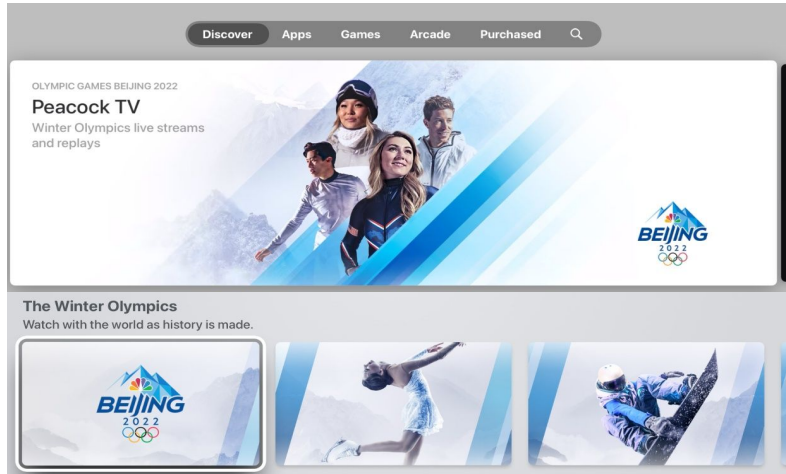 Discover Apps Games Arcade Purchased
OLYMPIC GAMES BEIJING 2022
Peacock TV
Winter Olympics live streams
and replays
BEIJING
2022
The Winter Olympics
Watch with the world as history is made.
BEIJING
2022